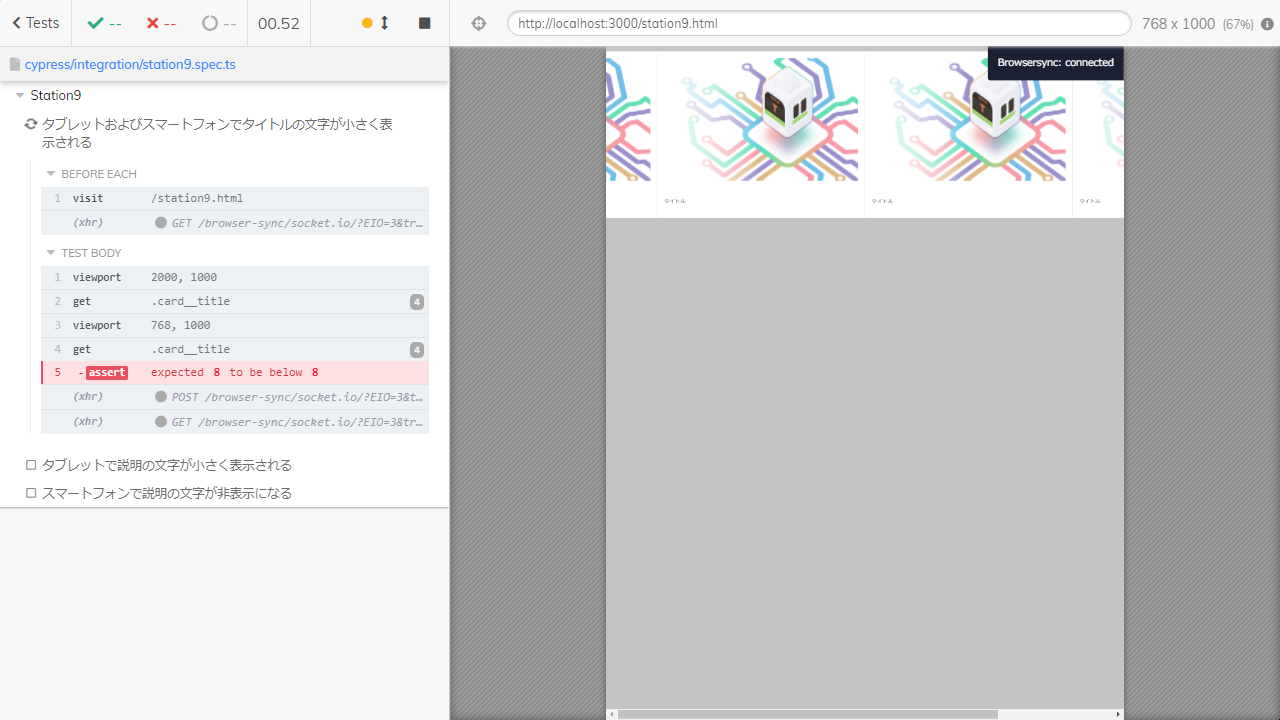 Tests -- -- -- 00.52
http://localhost:3000/station9.html 768 x 1000 (67%)
cypress/integration/station9.spec.ts
Browsersync: connected
Station9
タブレットおよびスマートフォンでタイトルの文字が小さく表
示される
BEFORE EACH
1 visit /station9.html
(xhr) GET /browser-sync/socket.io/?EIO=3&tr…
TEST BODY
1 viewport 2000, 1000
2 get .card__title 4
3 viewport 768, 1000
4 get .card__title 4
5 -assert expected 8 to be below 8
(xhr) POST /browser-sync/socket.io/?EIO=3&t…
(xhr) GET /browser-sync/socket.io/?EIO=3&tr…
タブレットで説明の文字が小さく表示される
スマートフォンで説明の文字が非表示になる
タイトル タイトル タイトル